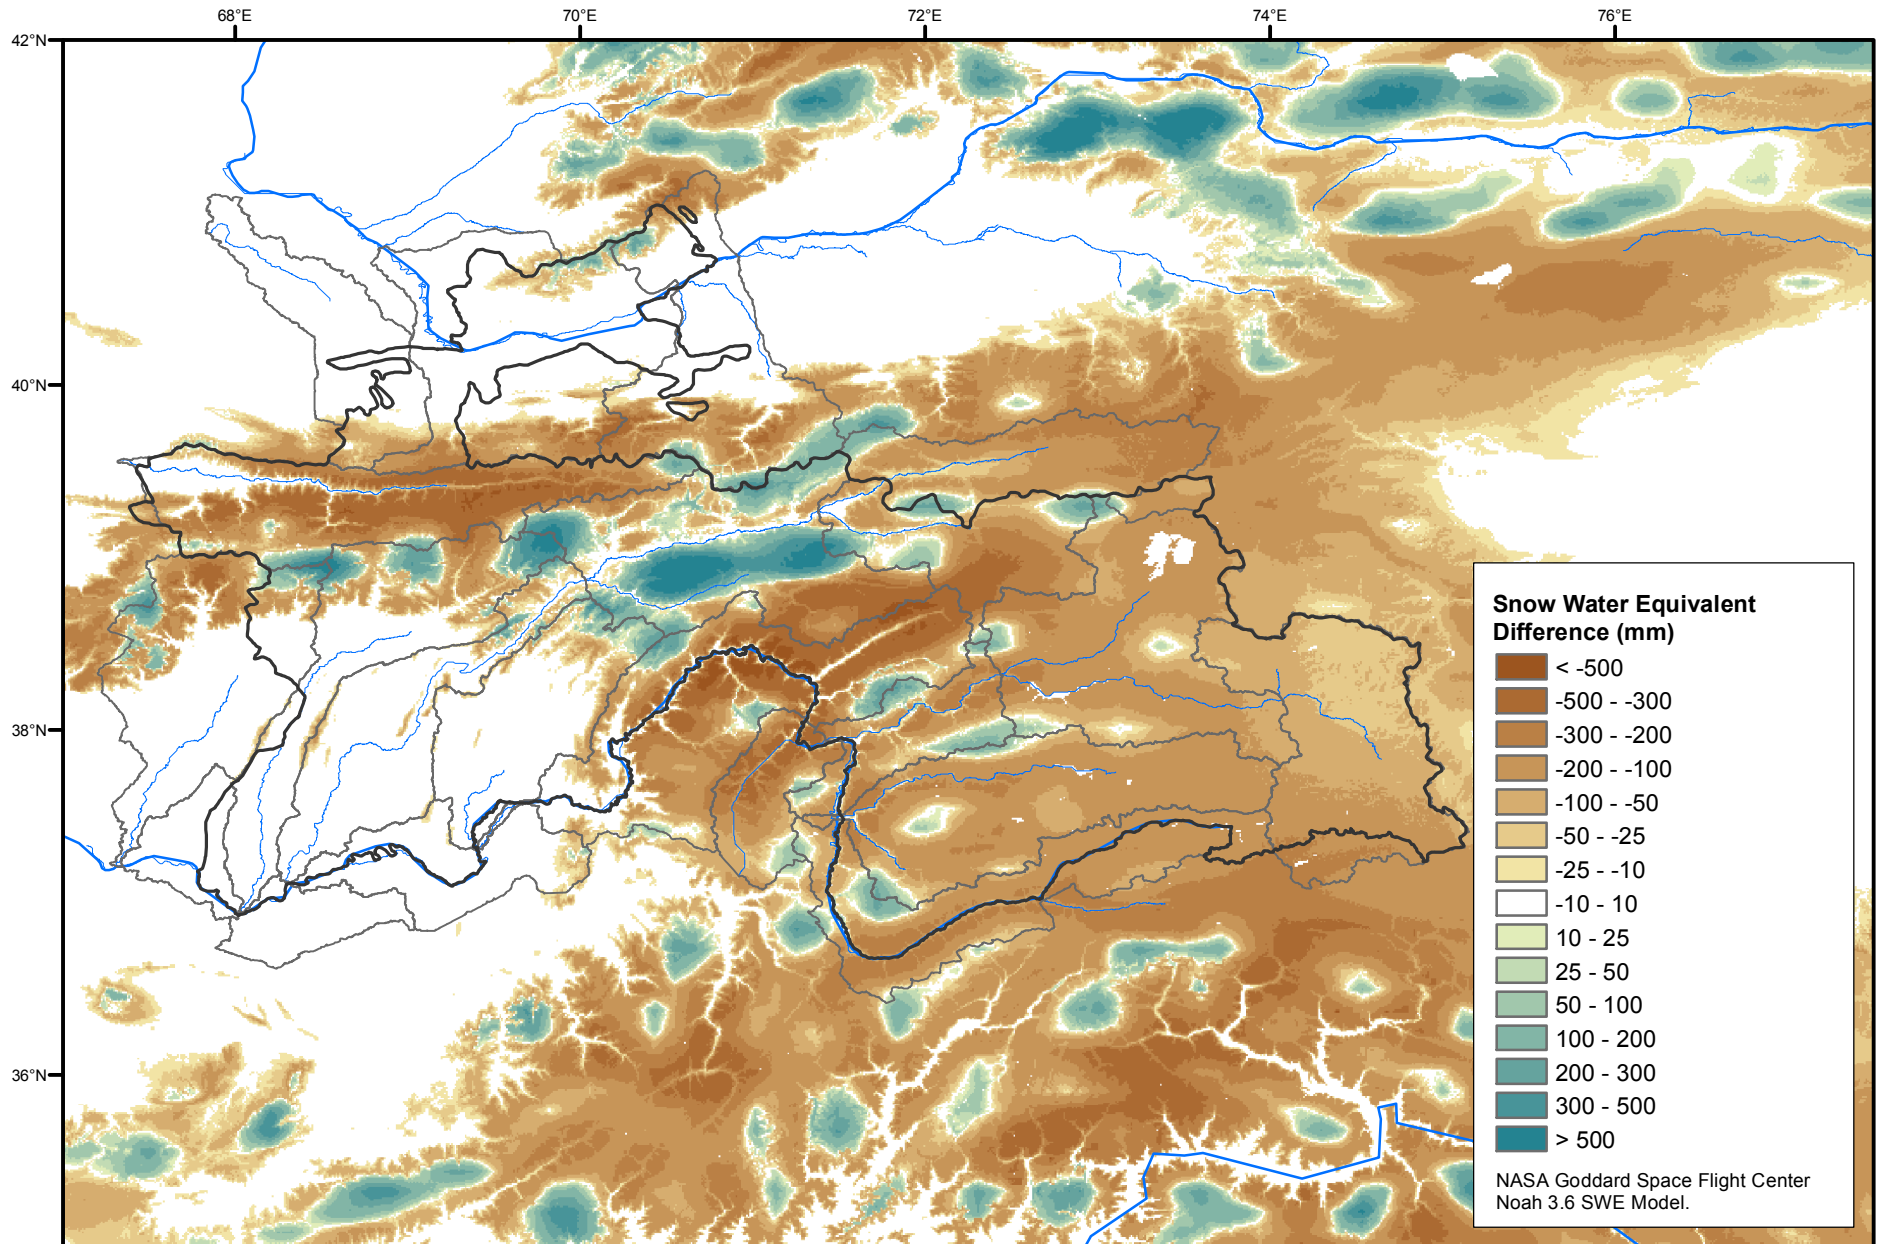 68°E
70°E
72°E
74°E
76°E
42°N
40°N
38°N
36°N
Snow Water Equivalent
Difference (mm)
< -500
-500 - -300
-300 - -200
-200 - -100
-100 - -50
-50 - -25
-25 - -10
-10 - 10
10 - 25
25 - 50
50 - 100
100 - 200
200 - 300
300 - 500
> 500
NASA Goddard Space Flight Center
Noah 3.6 SWE Model.